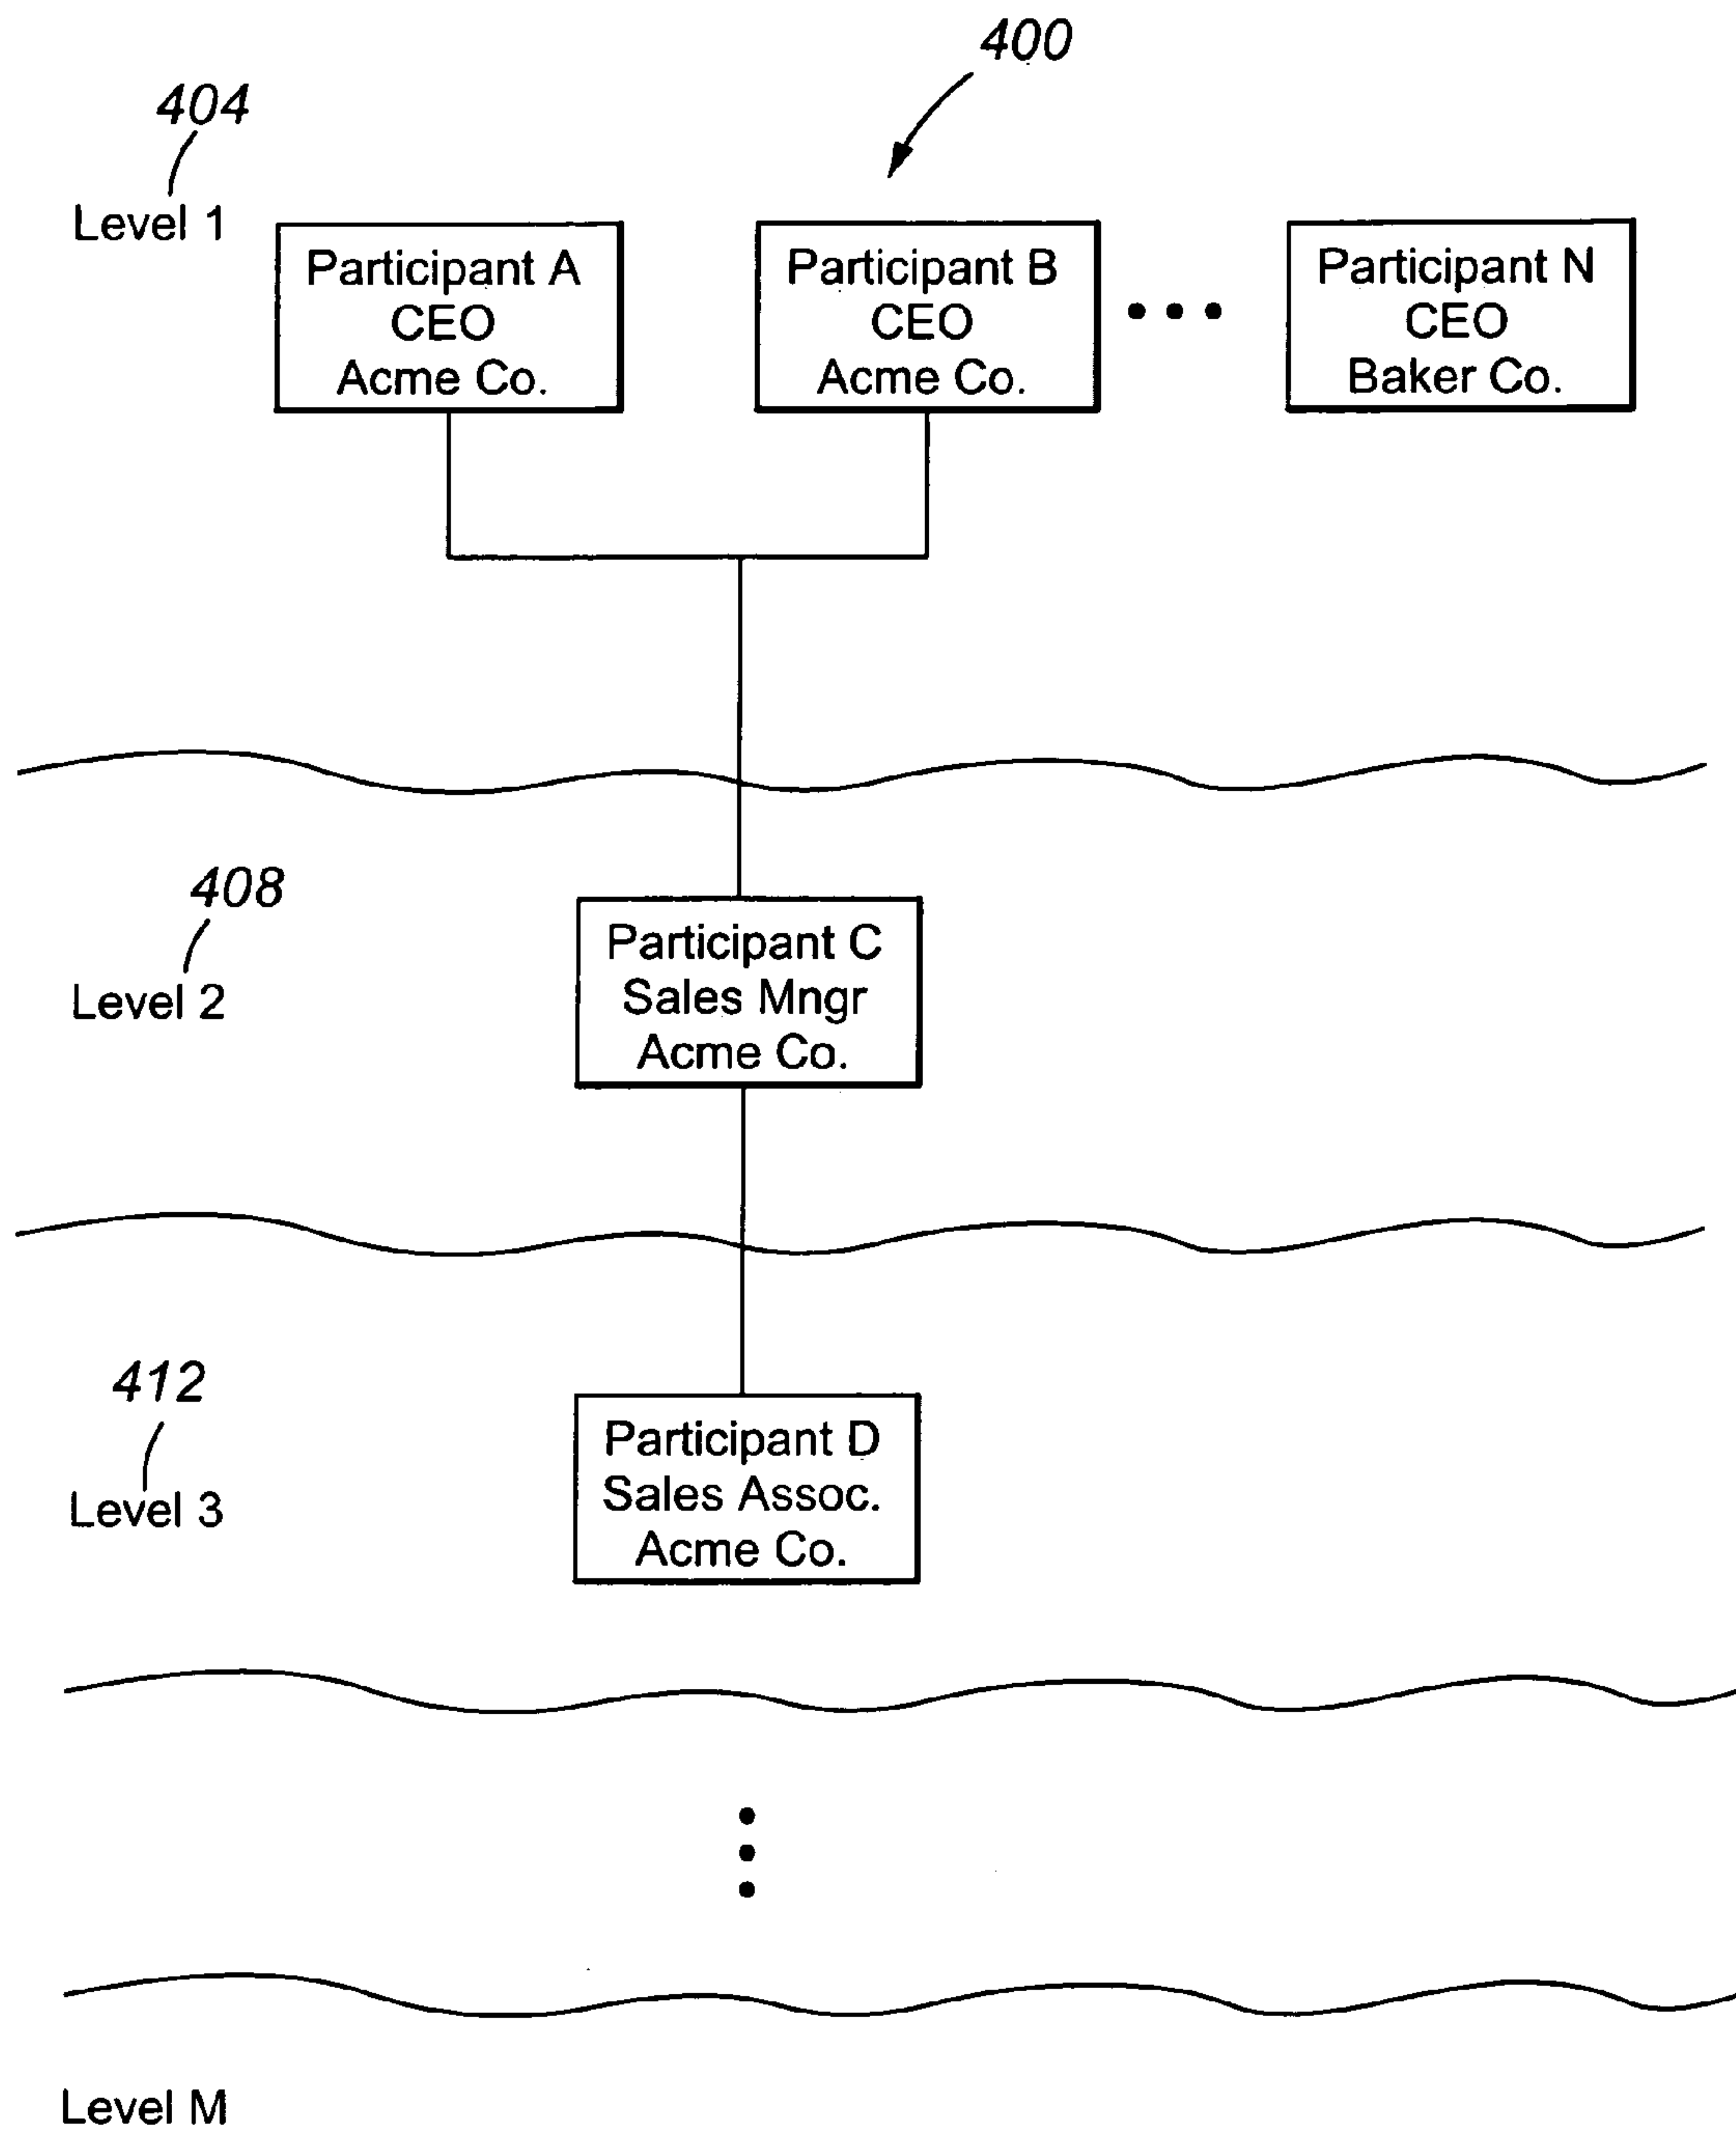 400
404
Level 1
Participant A
CEO
Acme Co.
Participant B
CEO
Acme Co.
Participant N
CEO
Baker Co.
408
Level 2
Participant C
Sales Mngr
Acme Co.
412
Level 3
Participant D
Sales Assoc.
Acme Co.
Level M